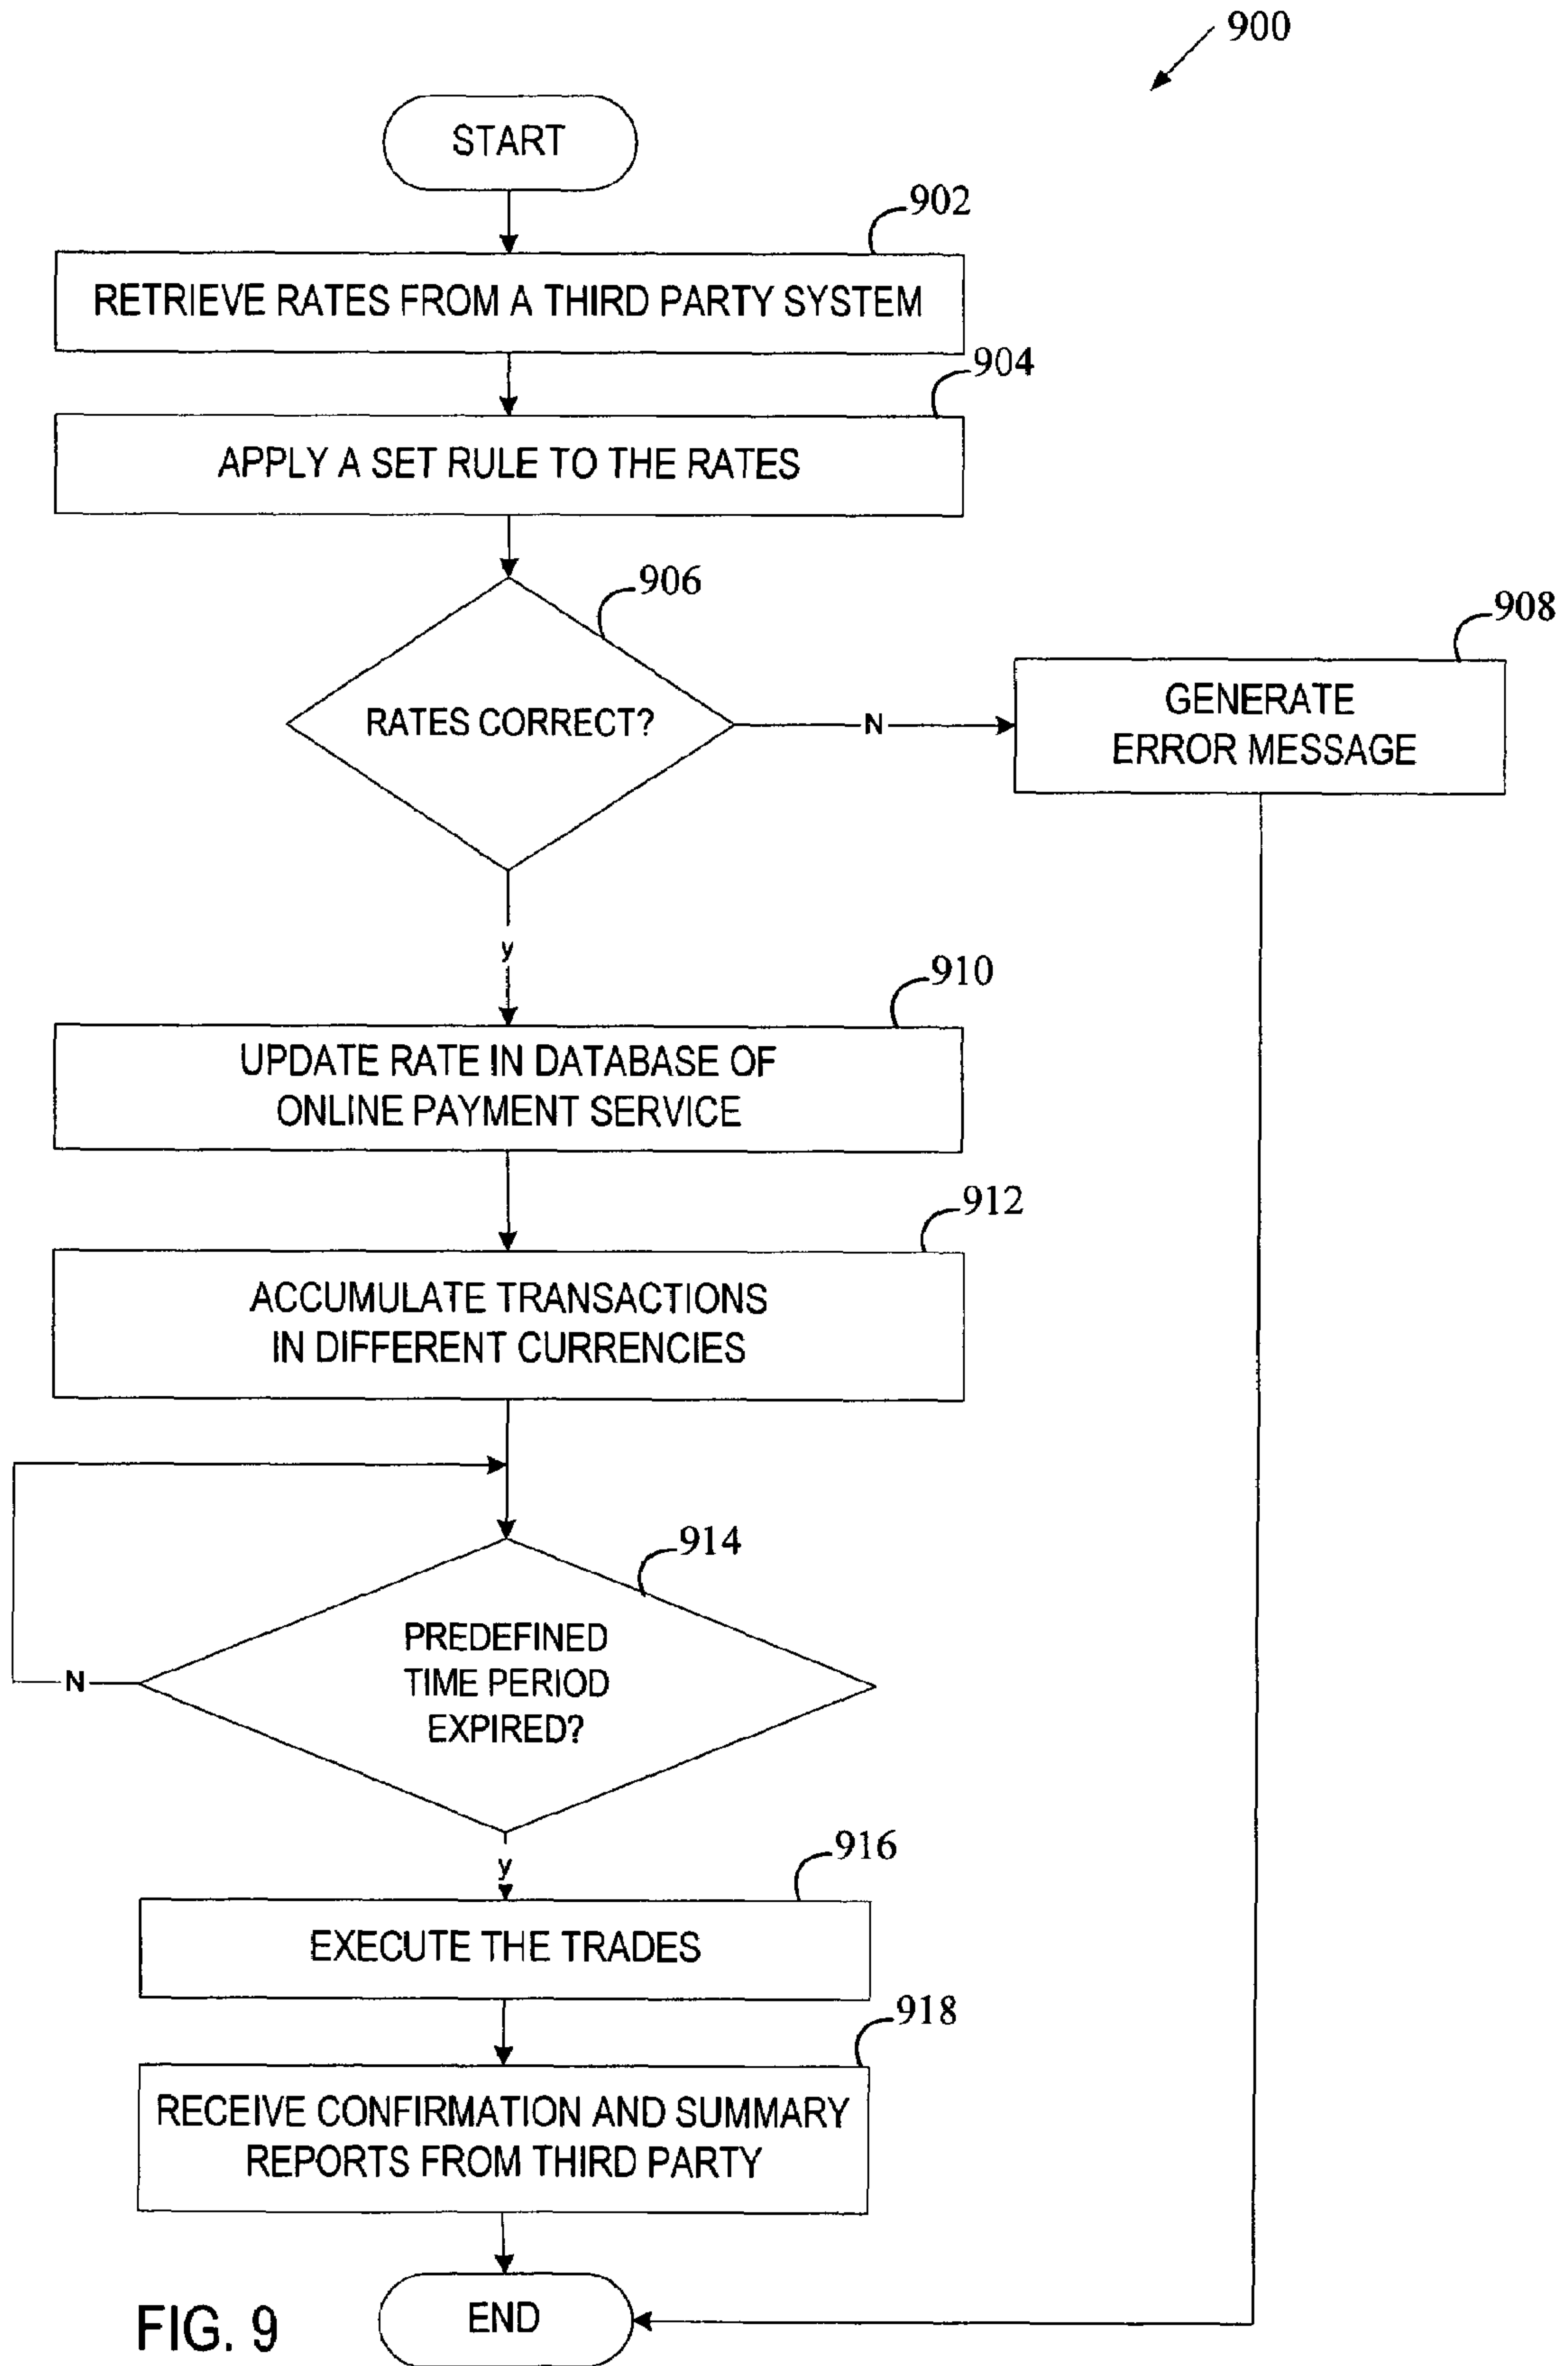 900
START
902
RETRIEVE RATES FROM A THIRD PARTY SYSTEM
904
APPLY A SET RULE TO THE RATES
906
RATES CORRECT?
N
908
GENERATE
ERROR MESSAGE
y
910
UPDATE RATE IN DATABASE OF
ONLINE PAYMENT SERVICE
912
ACCUMULATE TRANSACTIONS
IN DIFFERENT CURRENCIES
914
PREDEFINED
TIME PERIOD
EXPIRED?
N
y
916
EXECUTE THE TRADES
918
RECEIVE CONFIRMATION AND SUMMARY
REPORTS FROM THIRD PARTY
END
FIG. 9